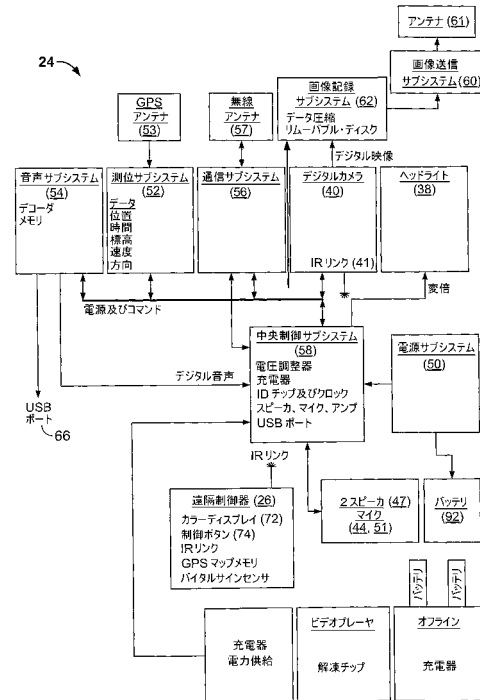 アンテナ (61)
24
画像送信
サブシステム (60)
GPS
アンテナ
(53)
無線
アンテナ
(57)
画像記録
サブシステム (62)
データ圧縮
リムーバブル・ディスク
デジタル映像
音声サブシステム
(54)
デコーダ
メモリ
測位サブシステム
(52)
データ
位置
時間
標高
速度
方向
通信サブシステム
(56)
デジタルカメラ
(40)
IRリンク (41)
ヘッドライト
(38)
電源及びコマンド
変倍
中央制御サブシステム
(58)
電圧調整器
充電器
IDチップ及びクロック
スピーカ、マイク、アンプ
USBポート
電源サブシステム
(50)
デジタル音声
USB
ポート
66
IRリンク
遠隔制御器 (26)
カラーディスプレイ (72)
制御ボタン (74)
IRリンク
GPSマップメモリ
バイタルサインセンサ
2スピーカ (47)
マイク
(44, 51)
バッテリ
(92)
バッテリ
バッテリ
充電器
電力供給
ビデオプレーヤ
解凍チップ
オフライン
充電器